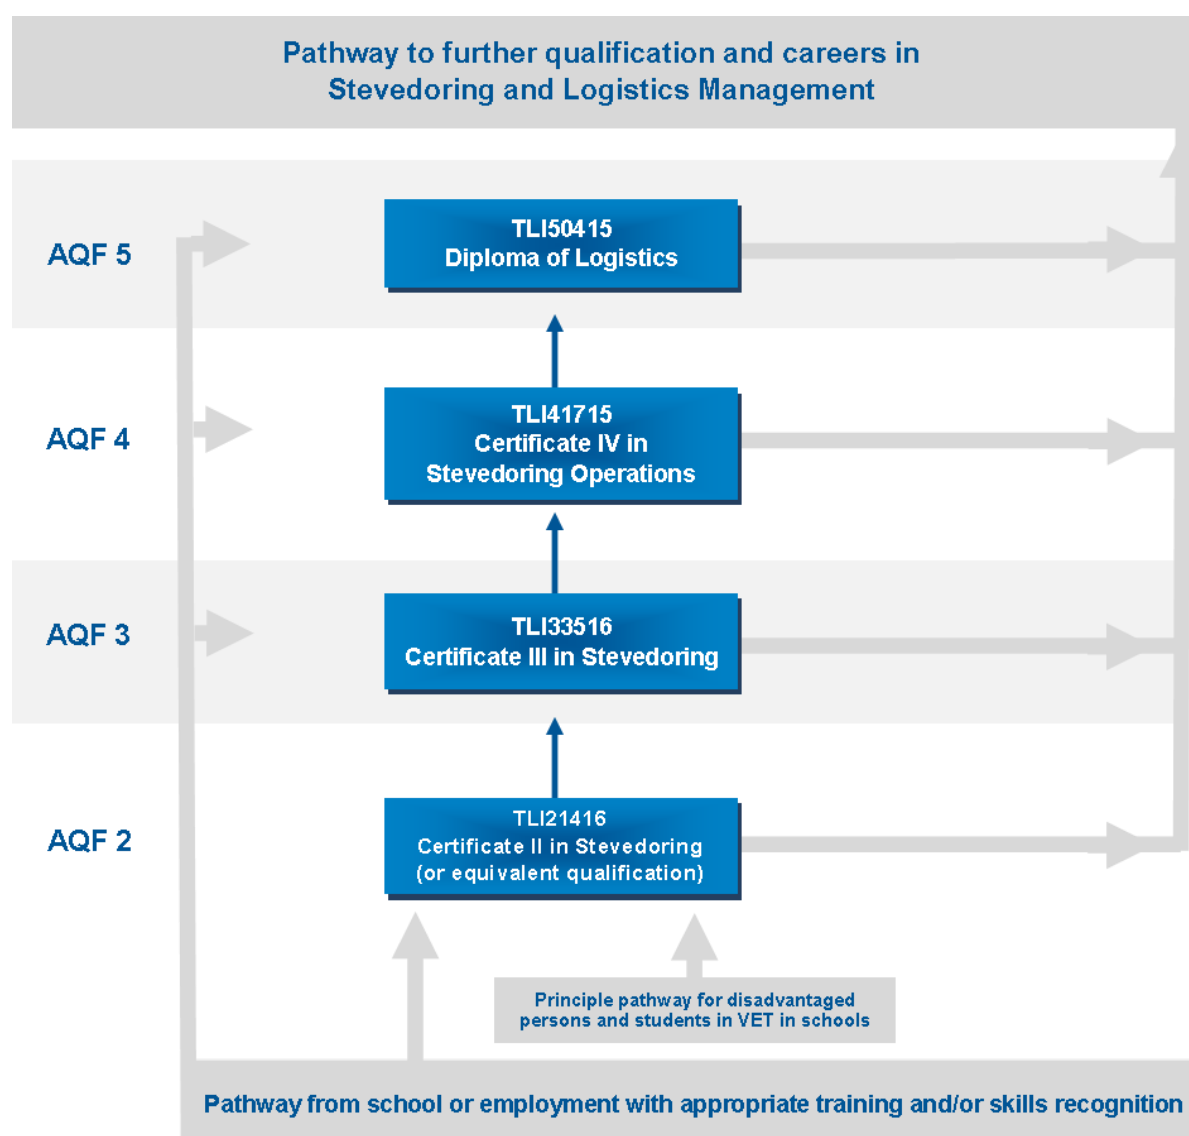 Pathway to further qualification and careers in
Stevedoring and Logistics Management
AQF 5
TLI50415
Diploma of Logistics
AQF 4
TLI41715
Certificate IV in
Stevedoring Operations
AQF 3
TLI33516
Certificate III in Stevedoring
AQF 2
TLI21416
Certificate II in Stevedoring
(or equivalent qualification)
Principle pathway for disadvantaged
persons and students in VET in schools
Pathway from school or employment with appropriate training and/or skills recognition